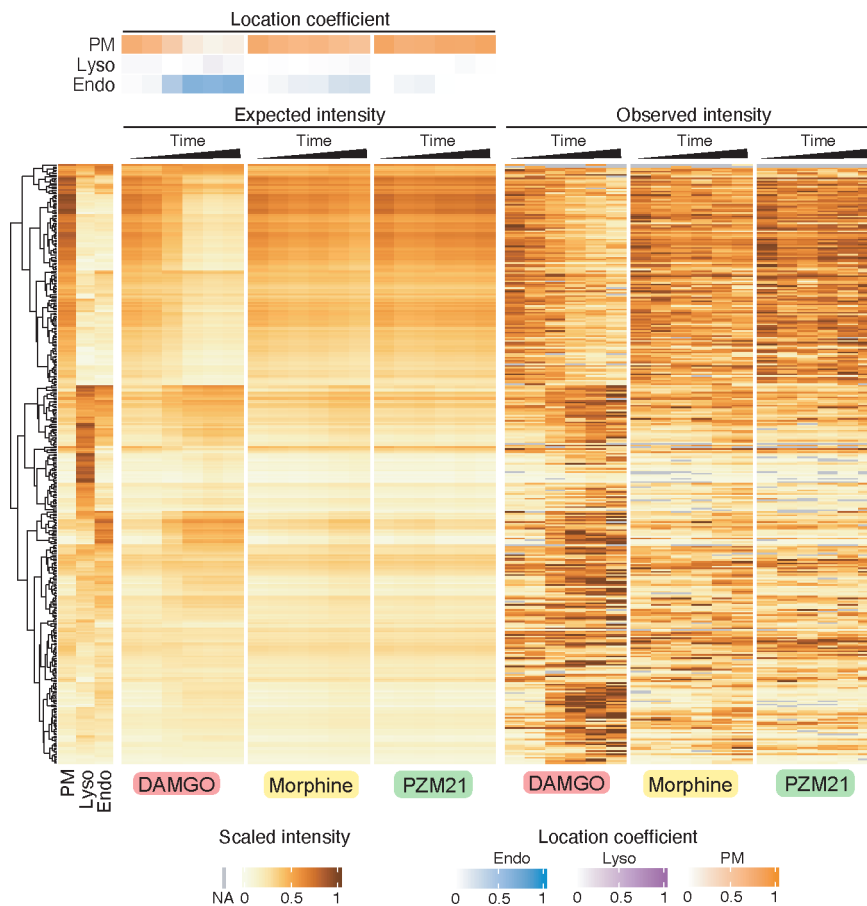 Location coefficient
PM
Lyso
Endo
Expected intensity
Observed intensity
Time Time Time Time Time Time
PM Lyso Endo
DAMGO Morphine PZM21 DAMGO Morphine PZM21
Scaled intensity
NA 0 0.5 1
Location coefficient
Endo Lyso PM
0 0.5 1 0 0.5 1 0 0.5 1